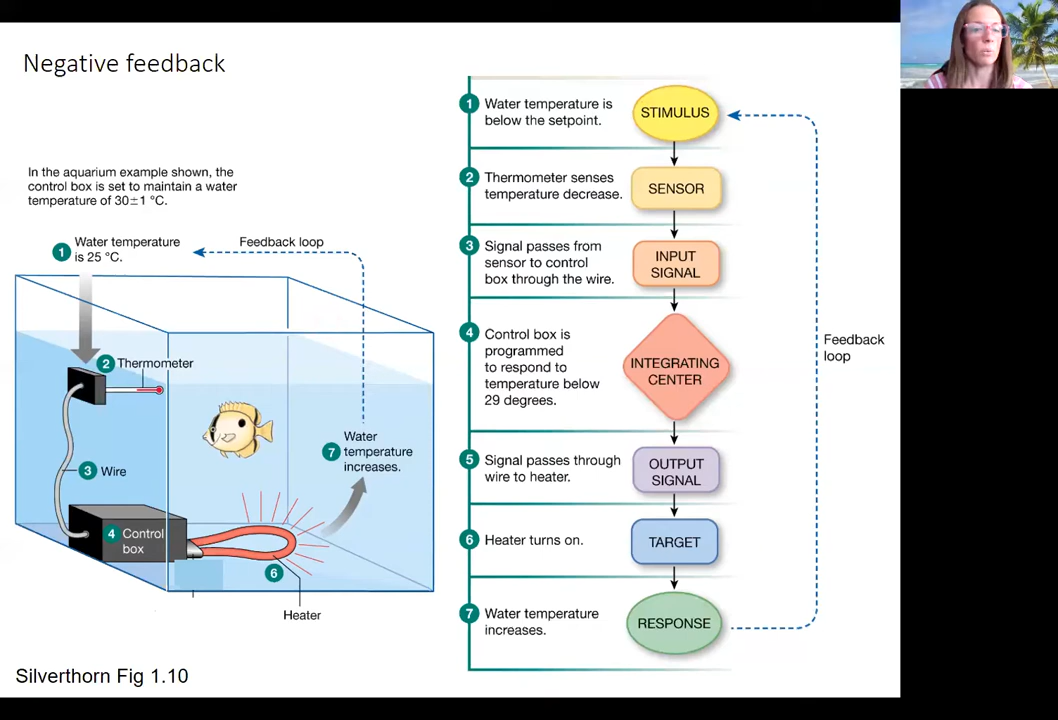 Negative feedback
In the aquarium example shown, the
control box is set to maintain a water
temperature of 30±1 °C.
1 Water temperature
is 25 °C.
Feedback loop
2 Thermometer
3 Wire
4 Control
box
6
Heater
7 Water
temperature
increases.
Silverthorn Fig 1.10
1 Water temperature is
below the setpoint.
STIMULUS
2 Thermometer senses
temperature decrease.
SENSOR
3 Signal passes from
sensor to control
box through the wire.
INPUT
SIGNAL
4 Control box is
programmed
to respond to
temperature below
29 degrees.
INTEGRATING
CENTER
5 Signal passes through
wire to heater.
OUTPUT
SIGNAL
6 Heater turns on.
TARGET
7 Water temperature
increases.
RESPONSE
Feedback
loop